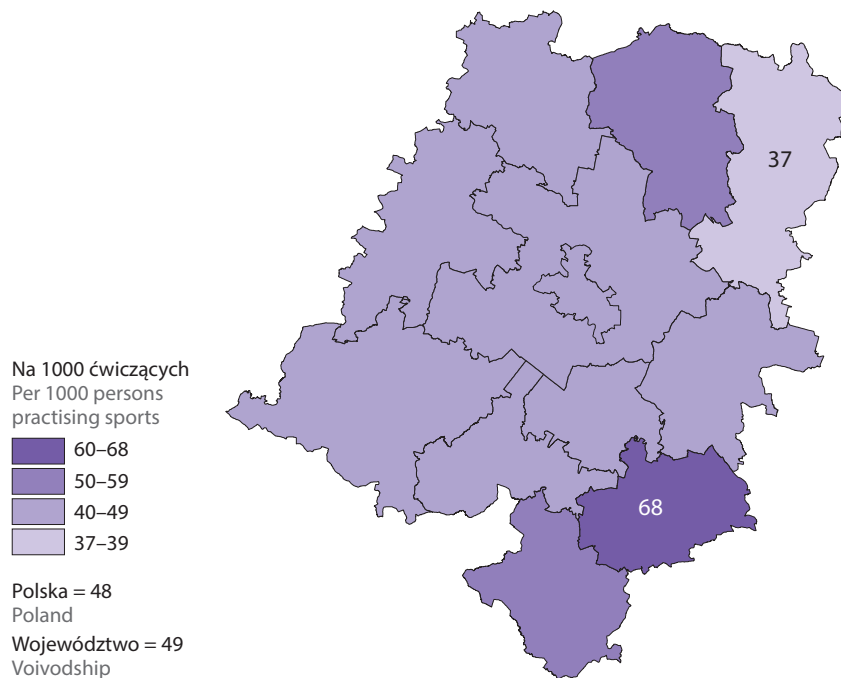 37
Na 1000 ćwiczących
Per 1000 persons
practising sports
60–68
50–59
40–49
37–39
68
Polska = 48
Poland
Województwo = 49
Voivodship